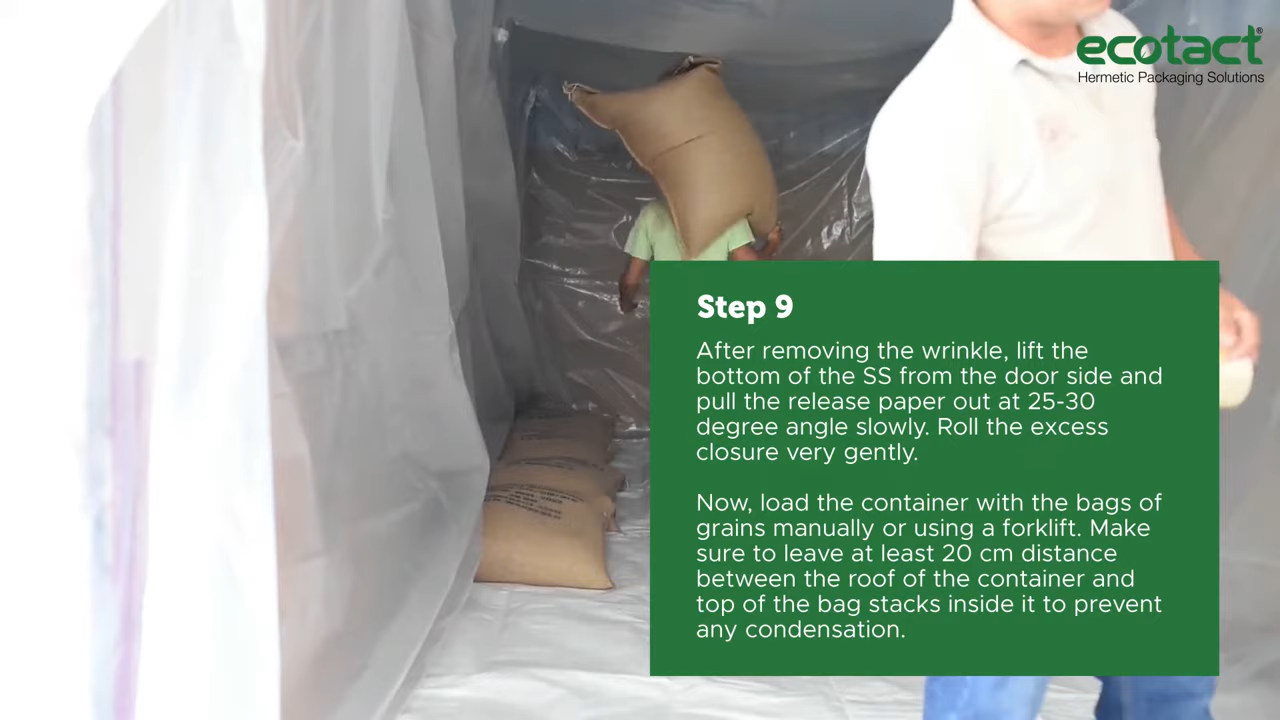 ecotact®
Hermetic Packaging Solutions
Step 9
After removing the wrinkle, lift the
bottom of the SS from the door side and
pull the release paper out at 25-30
degree angle slowly. Roll the excess
closure very gently.
Now, load the container with the bags of
grains manually or using a forklift. Make
sure to leave at least 20 cm distance
between the roof of the container and
top of the bag stacks inside it to prevent
any condensation.